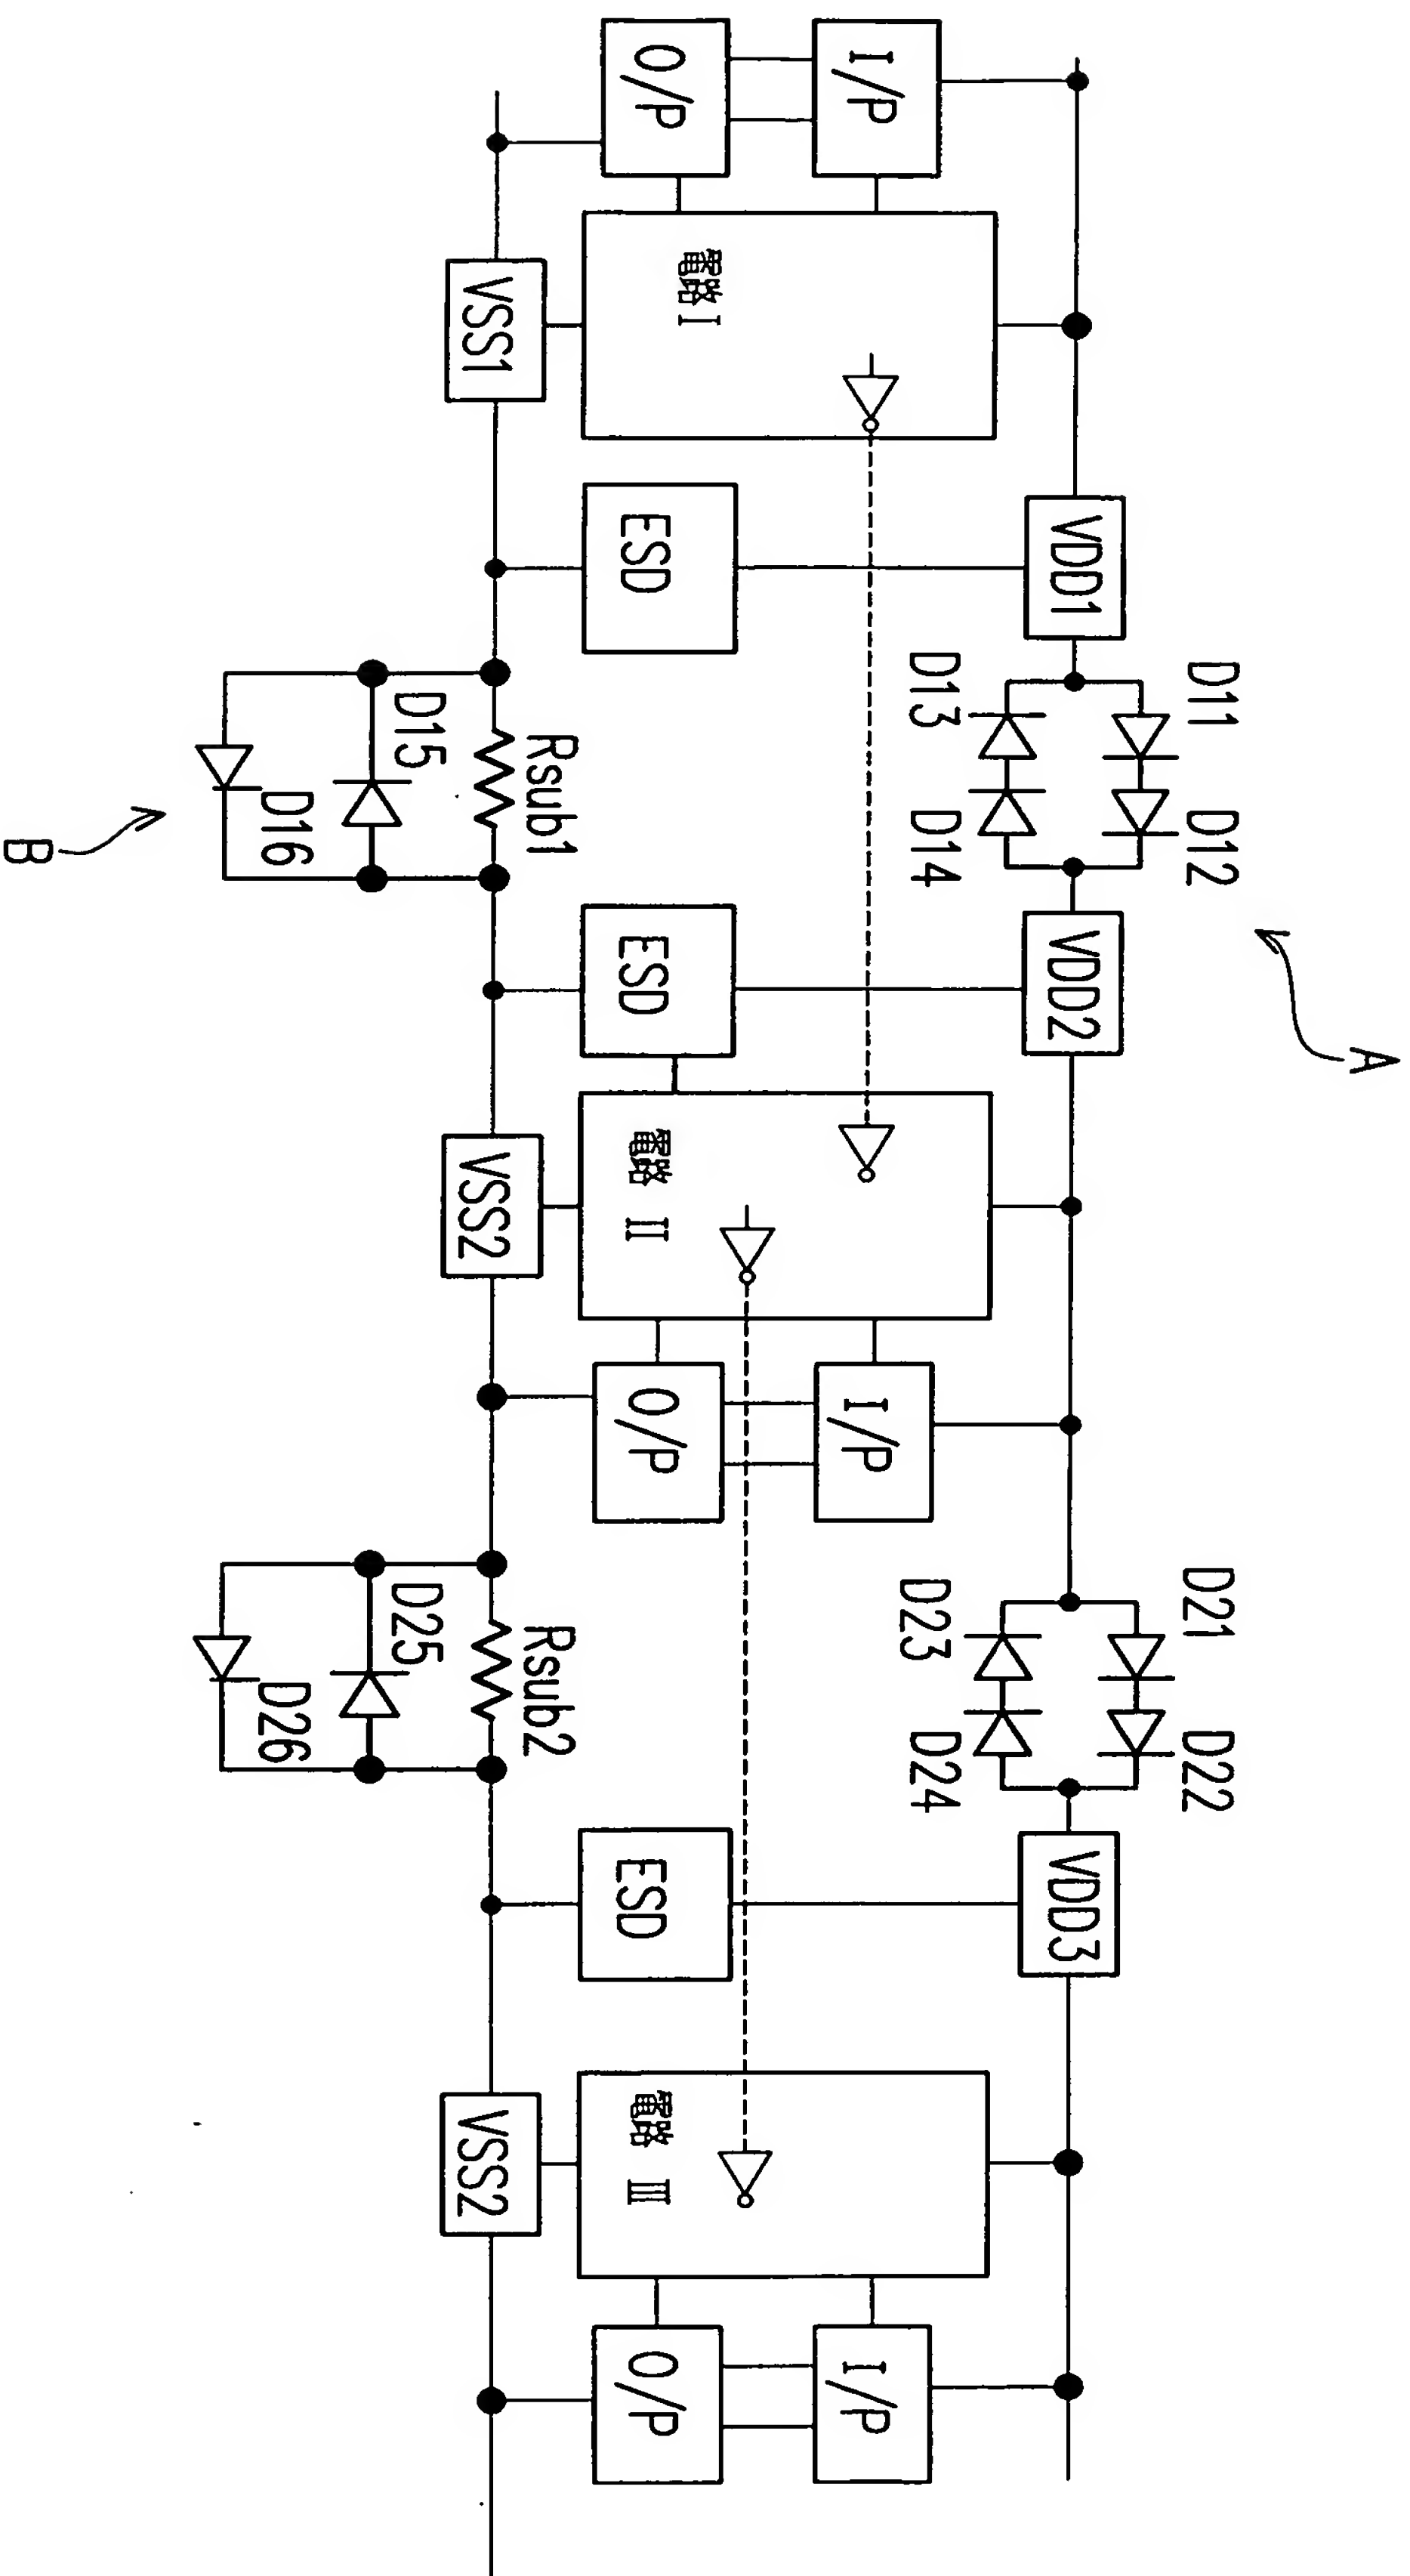 A
D11
D12
D21
D22
VDD1
VDD2
VDD3
D13
D14
D23
D24
I/P
I/P
I/P
電路 I
電路 II
電路 III
O/P
ESD
ESD
O/P
ESD
O/P
Rsub1
Rsub2
VSS1
VSS2
VSS2
D15
D25
D16
D26
B